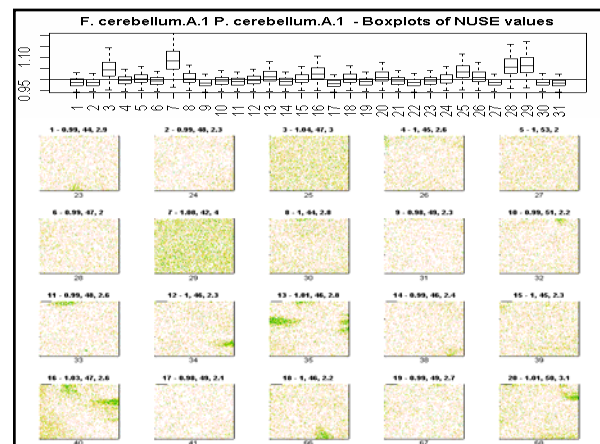 F. cerebellum.A.1 P. cerebellum.A.1 - Boxplots of NUSE values
1.10
0.95
1 2 3 4 5 6 7 8 9 10 11 12 13 14 15 16 17 18 19 20 21 22 23 24 25 26 27 28 29 30 31
1 - 0.99, 44, 2.9 2 - 0.99, 48, 2.3 3 - 1.04, 47, 3 4 - 1, 45, 2.6 5 - 1, 53, 2
23 24 25 26 27
6 - 0.99, 47, 2 7 - 1.08, 42, 4 8 - 1, 44, 2.8 9 - 0.98, 49, 2.3 10 - 0.99, 51, 2.2
28 29 30 31 32
11 - 0.99, 48, 2.6 12 - 1, 46, 2.3 13 - 1.01, 46, 2.8 14 - 0.99, 46, 2.4 15 - 1, 45, 2.3
33 34 35 38 39
16 - 1.03, 47, 2.6 17 - 0.98, 49, 2.1 18 - 1, 46, 2.2 19 - 0.99, 49, 2.7 20 - 1.01, 50, 3.1
40 41